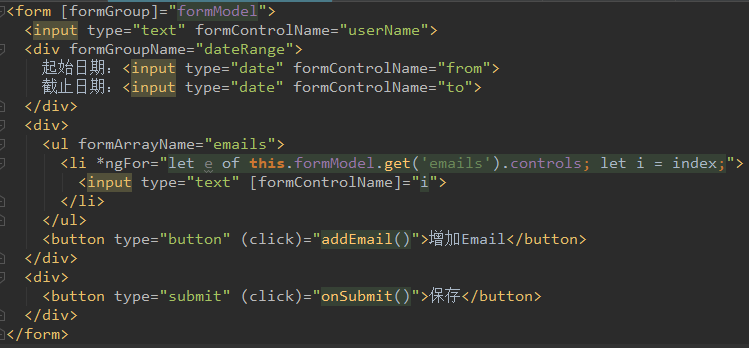 <form [formGroup]="formModel">
<input type="text" formControlName="userName">
<div formGroupName="dateRange">
起始日期：<input type="date" formControlName="from">
截止日期：<input type="date" formControlName="to">
</div>
<div>
<ul formArrayName="emails">
<li *ngFor="let e of this.formModel.get('emails').controls; let i = index;">
<input type="text" [formControlName]="i">
</li>
</ul>
<button type="button" (click)="addEmail()">增加Email</button>
</div>
<div>
<button type="submit" (click)="onSubmit()">保存</button>
</div>
</form>